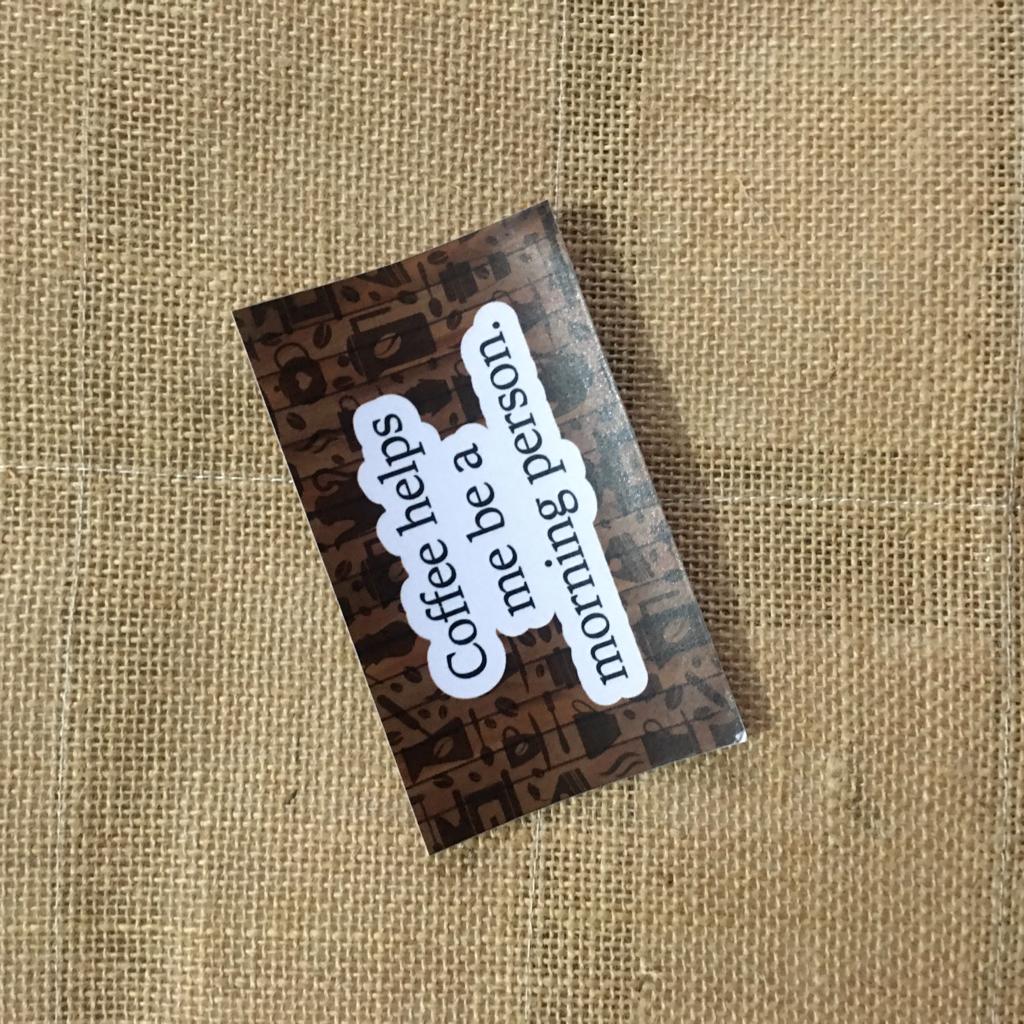 Coffee helps
me be a
morning person.